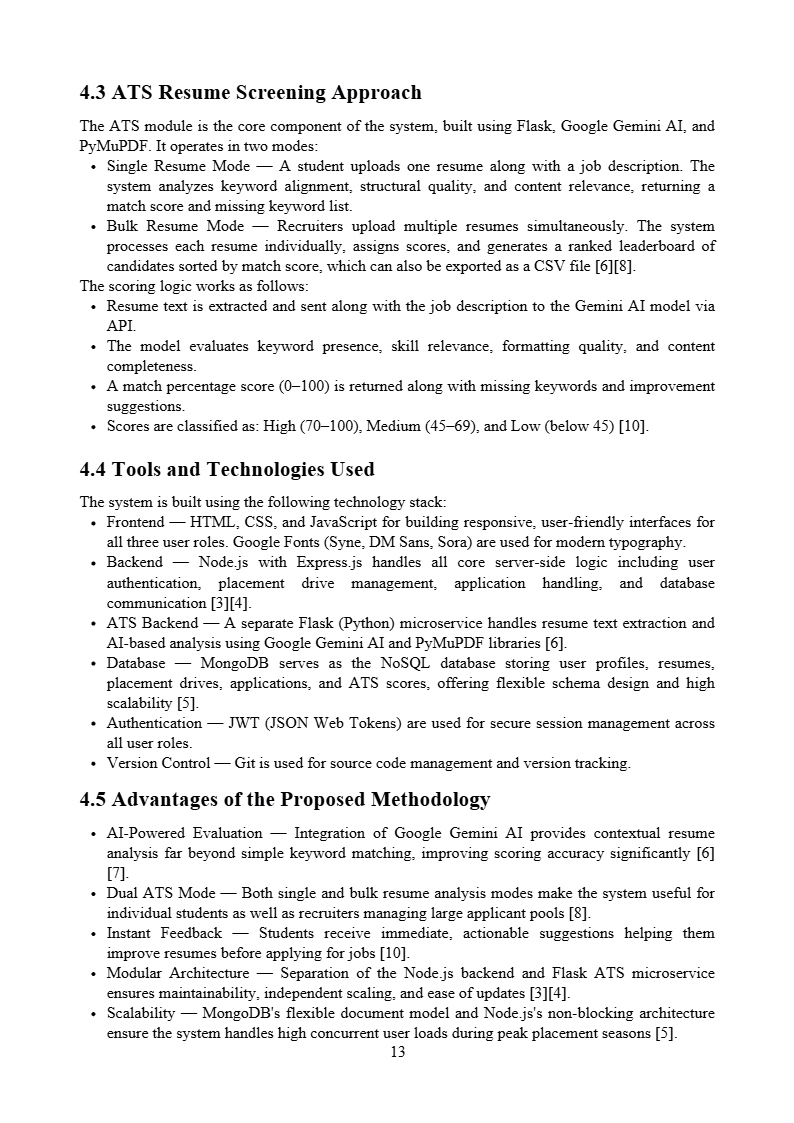 4.3 ATS Resume Screening Approach
The ATS module is the core component of the system, built using Flask, Google Gemini AI, and
PyMuPDF. It operates in two modes:
• Single Resume Mode — A student uploads one resume along with a job description. The
system analyzes keyword alignment, structural quality, and content relevance, returning a
match score and missing keyword list.
• Bulk Resume Mode — Recruiters upload multiple resumes simultaneously. The system
processes each resume individually, assigns scores, and generates a ranked leaderboard of
candidates sorted by match score, which can also be exported as a CSV file [6][8].
The scoring logic works as follows:
• Resume text is extracted and sent along with the job description to the Gemini AI model via
API.
• The model evaluates keyword presence, skill relevance, formatting quality, and content
completeness.
• A match percentage score (0–100) is returned along with missing keywords and improvement
suggestions.
• Scores are classified as: High (70–100), Medium (45–69), and Low (below 45) [10].
4.4 Tools and Technologies Used
The system is built using the following technology stack:
• Frontend — HTML, CSS, and JavaScript for building responsive, user-friendly interfaces for
all three user roles. Google Fonts (Syne, DM Sans, Sora) are used for modern typography.
• Backend — Node.js with Express.js handles all core server-side logic including user
authentication, placement drive management, application handling, and database
communication [3][4].
• ATS Backend — A separate Flask (Python) microservice handles resume text extraction and
AI-based analysis using Google Gemini AI and PyMuPDF libraries [6].
• Database — MongoDB serves as the NoSQL database storing user profiles, resumes,
placement drives, applications, and ATS scores, offering flexible schema design and high
scalability [5].
• Authentication — JWT (JSON Web Tokens) are used for secure session management across
all user roles.
• Version Control — Git is used for source code management and version tracking.
4.5 Advantages of the Proposed Methodology
• AI-Powered Evaluation — Integration of Google Gemini AI provides contextual resume
analysis far beyond simple keyword matching, improving scoring accuracy significantly [6]
[7].
• Dual ATS Mode — Both single and bulk resume analysis modes make the system useful for
individual students as well as recruiters managing large applicant pools [8].
• Instant Feedback — Students receive immediate, actionable suggestions helping them
improve resumes before applying for jobs [10].
• Modular Architecture — Separation of the Node.js backend and Flask ATS microservice
ensures maintainability, independent scaling, and ease of updates [3][4].
• Scalability — MongoDB's flexible document model and Node.js's non-blocking architecture
ensure the system handles high concurrent user loads during peak placement seasons [5].
13